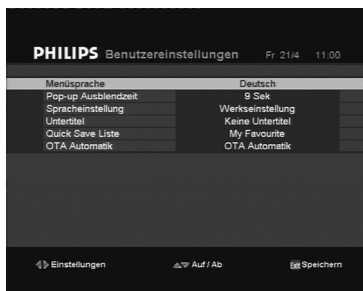 PHILIPS Benutzereinstellungen Fr 21/4 11:00
Menüsprache Deutsch
Pop-up Ausblendzeit 9 Sek
Spracheinstellung Werkseinstellung
Untertitel Keine Untertitel
Quick Save Liste My Favourite
OTA Automatik OTA Automatik
Einstellungen Auf / Ab Exit Speichern